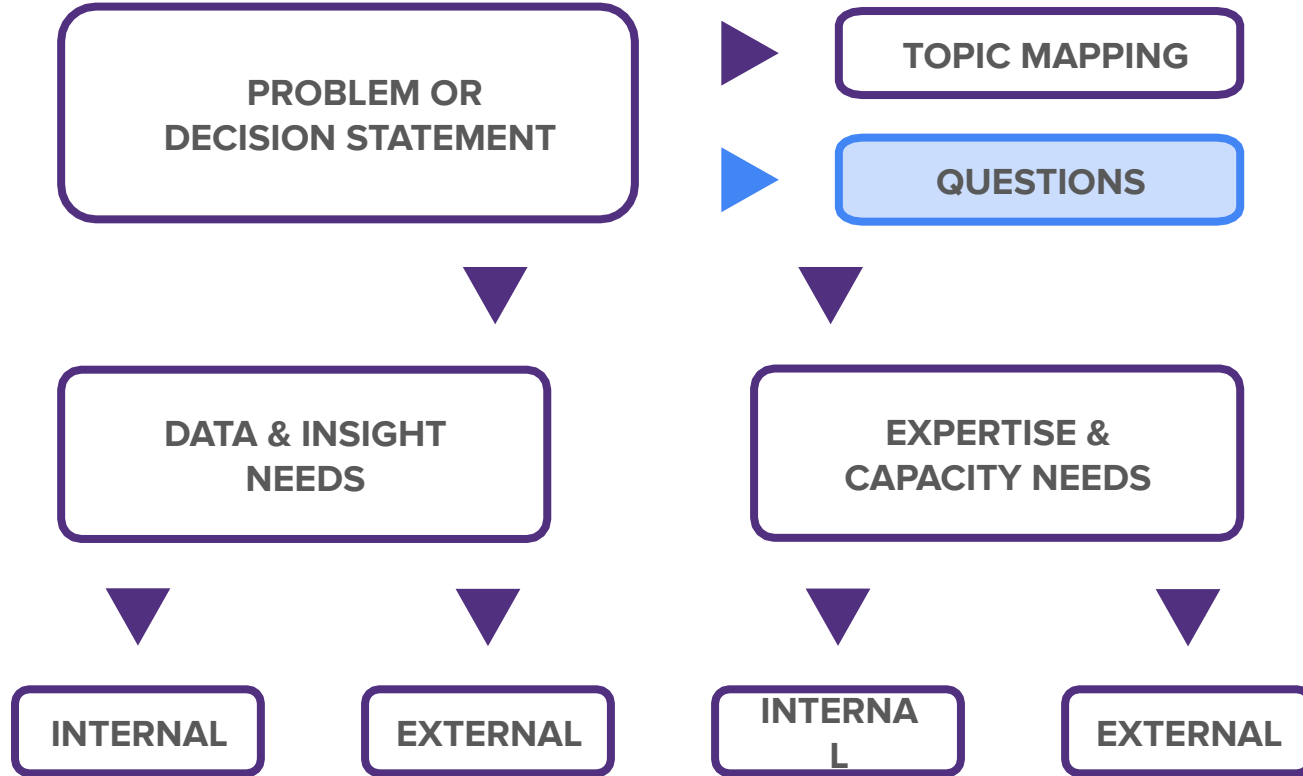 PROBLEM OR
DECISION STATEMENT
TOPIC MAPPING
QUESTIONS
DATA & INSIGHT
NEEDS
EXPERTISE &
CAPACITY NEEDS
INTERNAL
EXTERNAL
INTERNA
L
EXTERNAL